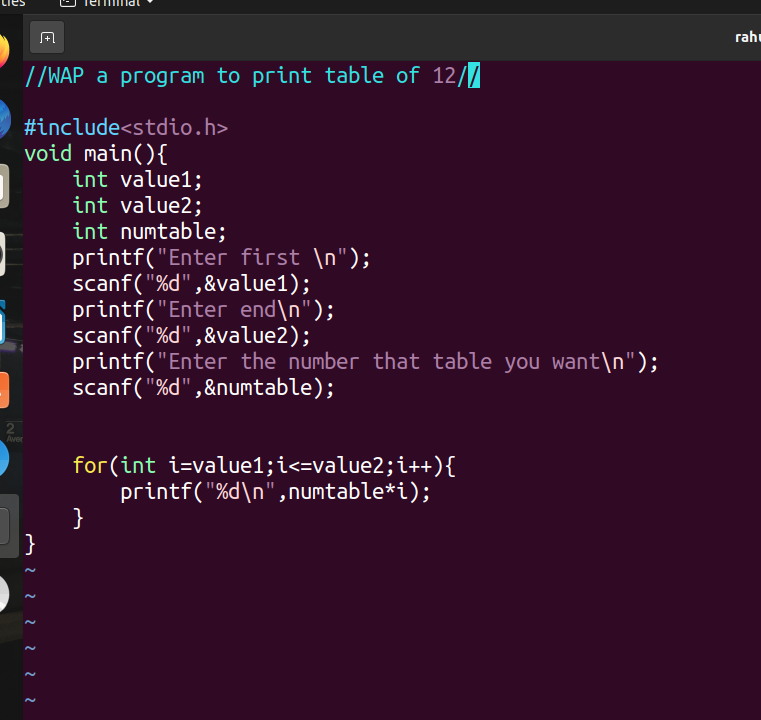 Terminal
rahu
//WAP a program to print table of 12//
#include<stdio.h>
void main(){
    int value1;
    int value2;
    int numtable;
    printf("Enter first \n");
    scanf("%d",&value1);
    printf("Enter end\n");
    scanf("%d",&value2);
    printf("Enter the number that table you want\n");
    scanf("%d",&numtable);
    for(int i=value1;i<=value2;i++){
        printf("%d\n",numtable*i);
    }
}
~
~
~
~
~
~